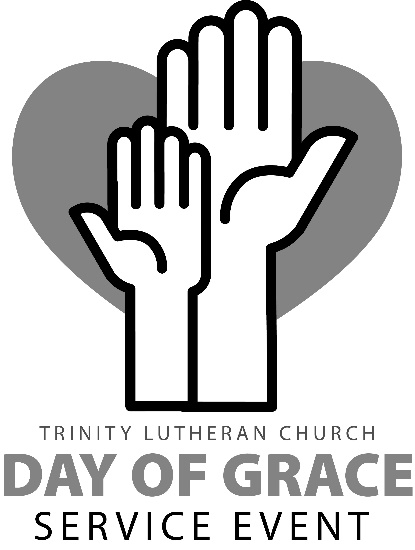 TRINITY LUTHERAN CHURCH
DAY OF GRACE
SERVICE EVENT